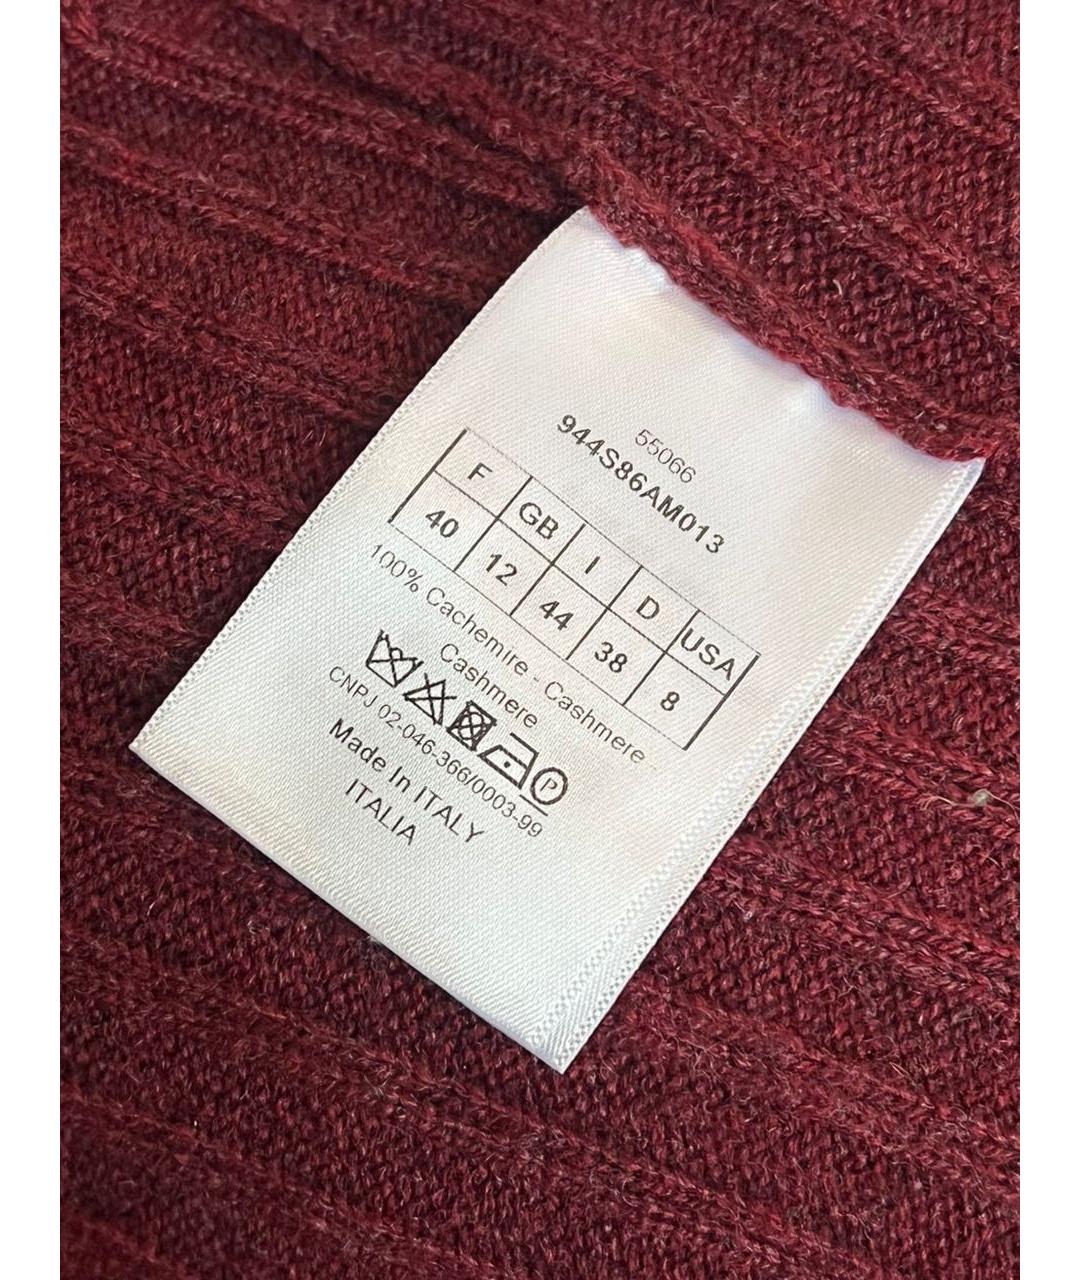 55066
944S86AM013
F GB I D USA
40 12 44 38 8
100% Cachemire - Cashmere
Cashmere
P
CNPJ 02-046-366/0003-99
Made In ITALY
ITALIA